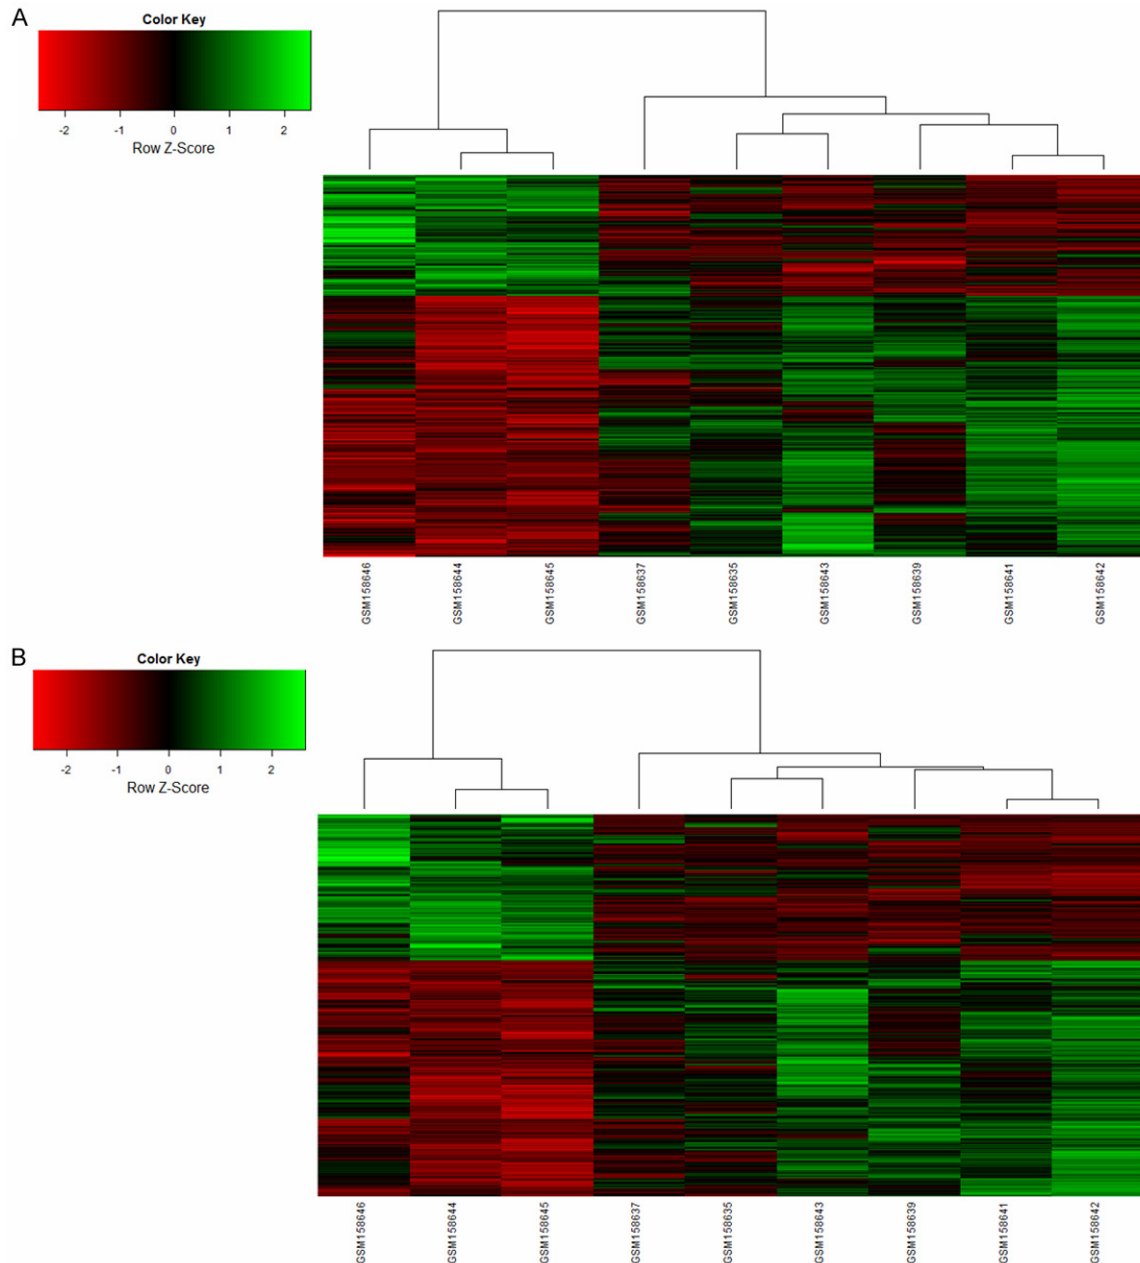 A
Color Key
-2 -1 0 1 2
Row Z-Score
GSM158646 GSM158644 GSM158645 GSM158637 GSM158635 GSM158643 GSM158639 GSM158641 GSM158642
B
Color Key
-2 -1 0 1 2
Row Z-Score
GSM158646 GSM158644 GSM158645 GSM158637 GSM158635 GSM158643 GSM158639 GSM158641 GSM158642